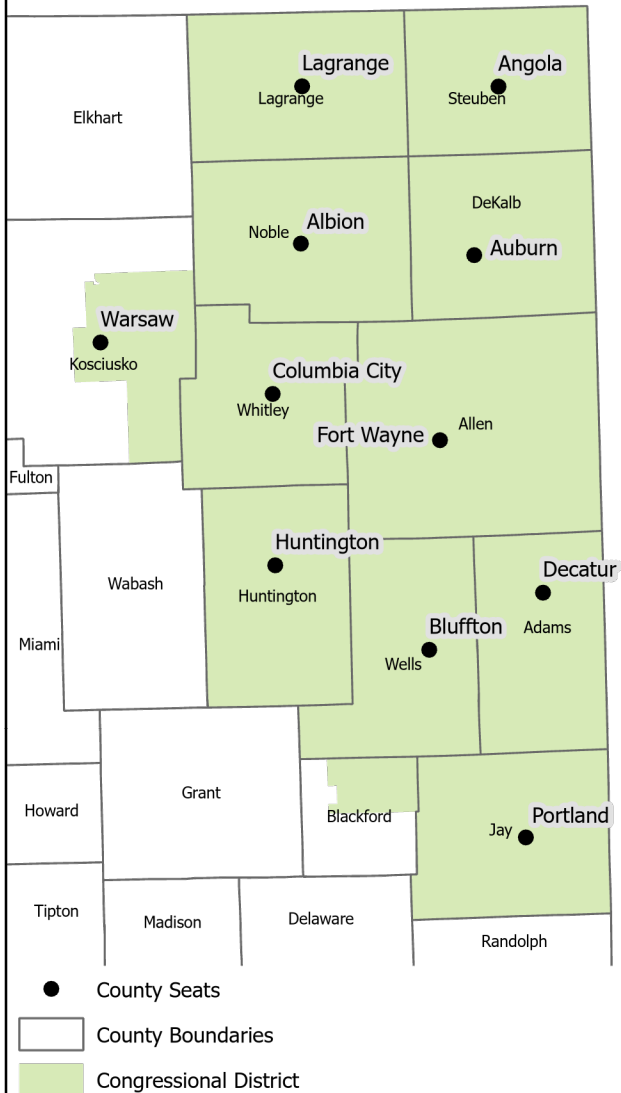 Lagrange
Angola
Lagrange
Steuben
Elkhart
DeKalb
Albion
Noble
Auburn
Warsaw
Kosciusko
Columbia City
Whitley
Allen
Fort Wayne
Fulton
Huntington
Decatur
Wabash
Huntington
Bluffton
Adams
Miami
Wells
Grant
Howard
Blackford
Portland
Jay
Tipton
Madison
Delaware
Randolph
County Seats
County Boundaries
Congressional District